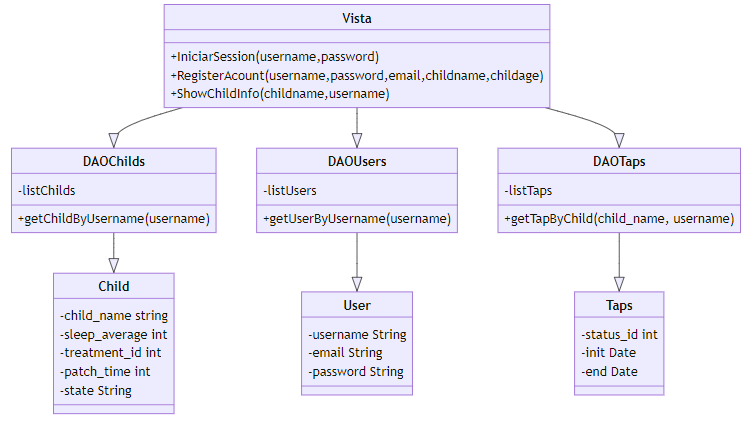 Vista
+IniciarSession(username,password)
+RegisterAcount(username,password,email,childname,childage)
+ShowChildInfo(childname,username)
DAOChilds
-listChilds
+getChildByUsername(username)
DAOUsers
-listUsers
+getUserByUsername(username)
DAOTaps
-listTaps
+getTapByChild(child_name, username)
Child
-child_name string
-sleep_average int
-treatment_id int
-patch_time int
-state String
User
-username String
-email String
-password String
Taps
-status_id int
-init Date
-end Date